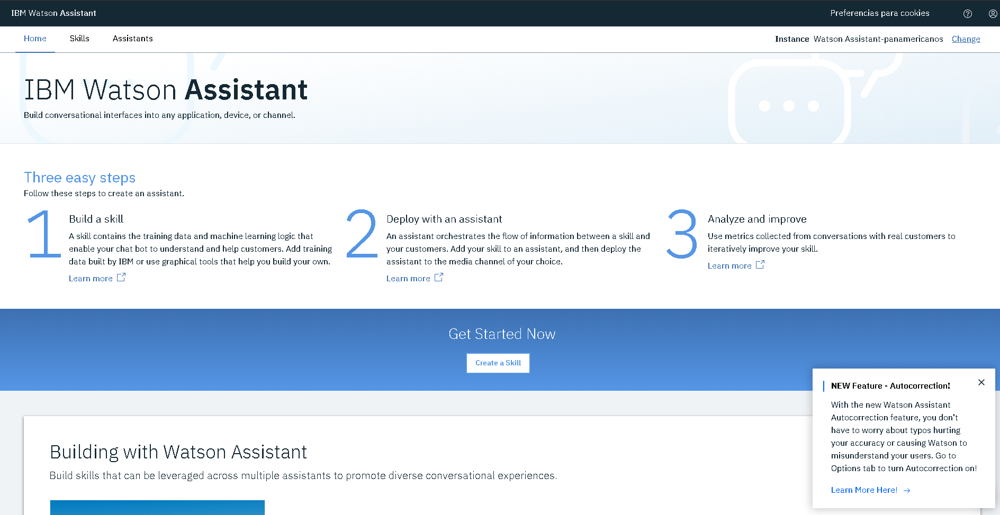 IBM Watson Assistant
Preferencias para cookies
Home
Skills
Assistants
Instance Watson Assistant-panamericanos Change
IBM Watson Assistant
Build conversational interfaces into any application, device, or channel.
Three easy steps
Follow these steps to create an assistant.
1
Build a skill
A skill contains the training data and machine learning logic that
enable your chat bot to understand and help customers. Add training
data built by IBM or use graphical tools that help you build your own.
Learn more
2
Deploy with an assistant
An assistant orchestrates the flow of information between a skill and
your customers. Add your skill to an assistant, and then deploy the
assistant to the media channel of your choice.
Learn more
3
Analyze and improve
Use metrics collected from conversations with real customers to
iteratively improve your skill.
Learn more
Get Started Now
Create a Skill
Building with Watson Assistant
Build skills that can be leveraged across multiple assistants to promote diverse conversational experiences.
NEW Feature - Autocorrection!
With the new Watson Assistant
Autocorrection feature, you don't
have to worry about typos hurting
your accuracy or causing Watson to
misunderstand your users. Go to
Options tab to turn Autocorrection on!
Learn More Here!